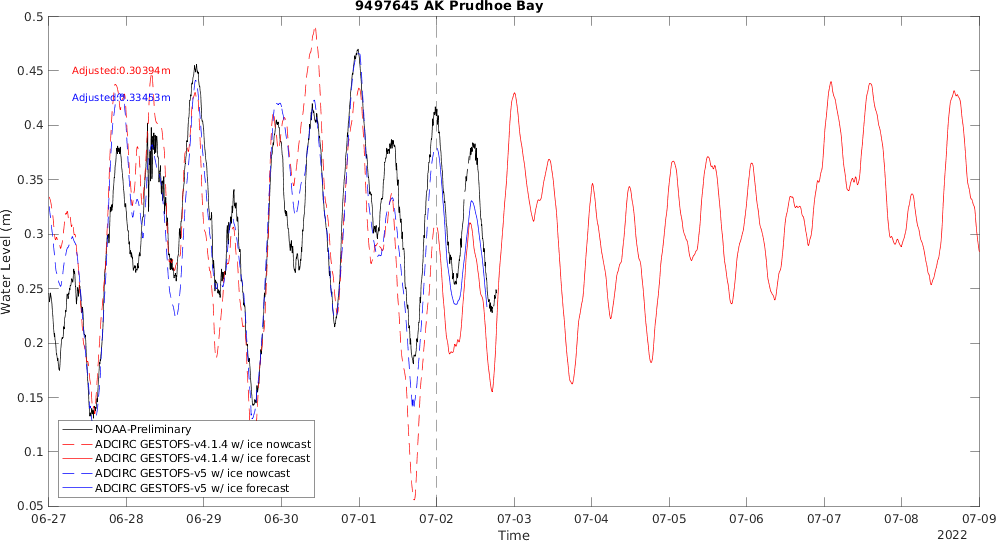 9497645 AK Prudhoe Bay
0.5
0.45
0.4
0.35
0.3
0.25
0.2
0.15
0.1
0.05
Water Level (m)
Adjusted:0.30394m
Adjusted:0.33453m
NOAA-Preliminary
ADCIRC GESTOFS-v4.1.4 w/ ice nowcast
ADCIRC GESTOFS-v4.1.4 w/ ice forecast
ADCIRC GESTOFS-v5 w/ ice nowcast
ADCIRC GESTOFS-v5 w/ ice forecast
06-27 06-28 06-29 06-30 07-01 07-02 07-03 07-04 07-05 07-06 07-07 07-08 07-09
Time
2022